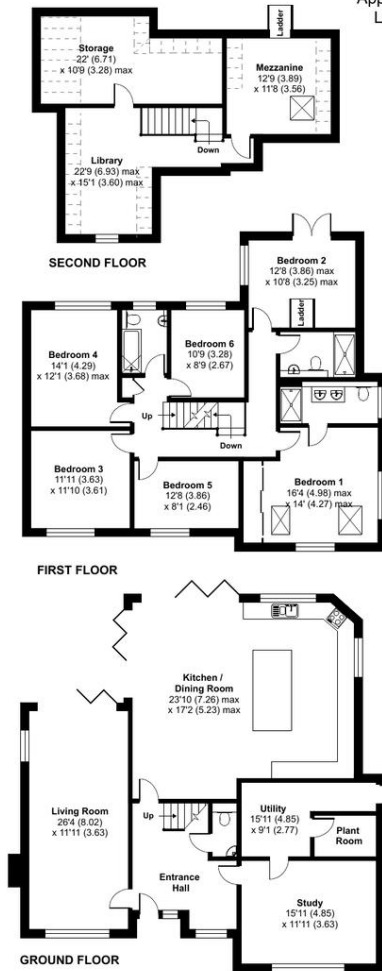 App
L
Ladder
Storage
22' (6.71)
x 10'9 (3.28) max
Mezzanine
12'9 (3.89)
x 11'8 (3.56)
Down
Library
22'9 (6.93) max
x 15'1 (3.60) max
SECOND FLOOR
Bedroom 2
12'8 (3.86) max
x 10'8 (3.25) max
Ladder
Bedroom 4
14'1 (4.29)
x 12'1 (3.68) max
Bedroom 6
10'9 (3.28)
x 8'9 (2.67)
Up
Down
Bedroom 3
11'11 (3.63)
x 11'10 (3.61)
Bedroom 5
12'8 (3.86)
x 8'1 (2.46)
Bedroom 1
16'4 (4.98) max
x 14' (4.27) max
FIRST FLOOR
Kitchen /
Dining Room
23'10 (7.26) max
x 17'2 (5.23) max
Living Room
26'4 (8.02)
x 11'11 (3.63)
Up
Utility
15'11 (4.85)
x 9'1 (2.77)
Plant
Room
Entrance
Hall
Study
15'11 (4.85)
x 11'11 (3.63)
GROUND FLOOR